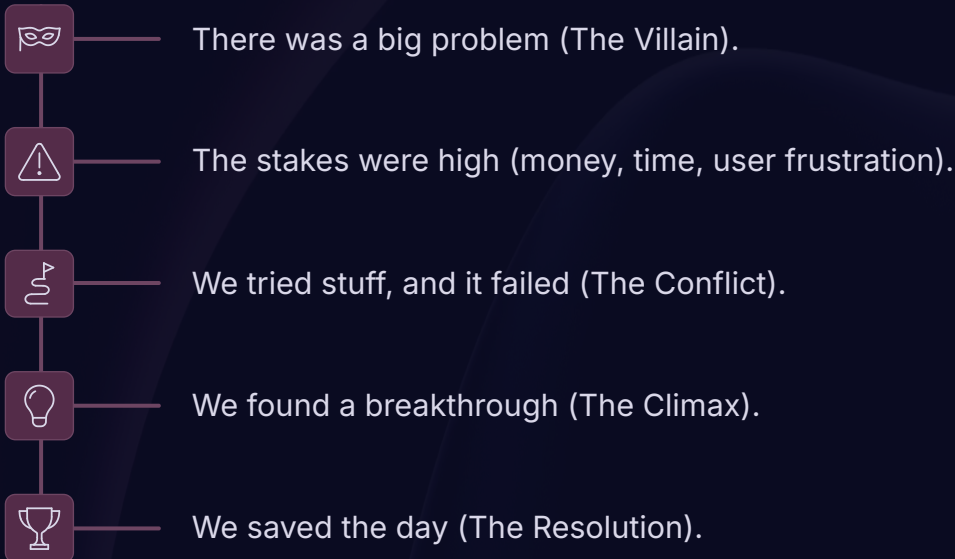 There was a big problem (The Villain).
The stakes were high (money, time, user frustration).
We tried stuff, and it failed (The Conflict).
We found a breakthrough (The Climax).
We saved the day (The Resolution).